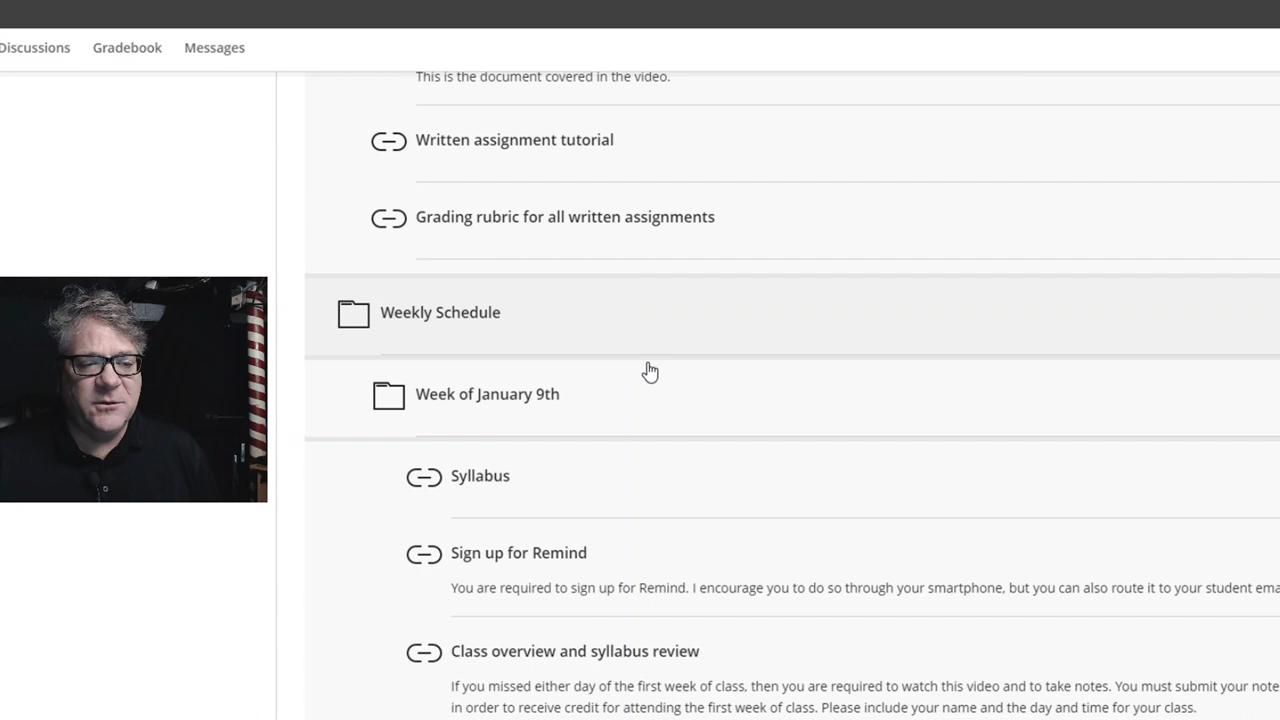 Discussions Gradebook Messages
This is the document covered in the video.
Written assignment tutorial
Grading rubric for all written assignments
Weekly Schedule
Week of January 9th
Syllabus
Sign up for Remind
You are required to sign up for Remind. I encourage you to do so through your smartphone, but you can also route it to your student
Class overview and syllabus review
If you missed either day of the first week of class, then you are required to watch this video and to take notes. You must submit your
in order to receive credit for attending the first week of class. Please include your name and the day and time for your class.